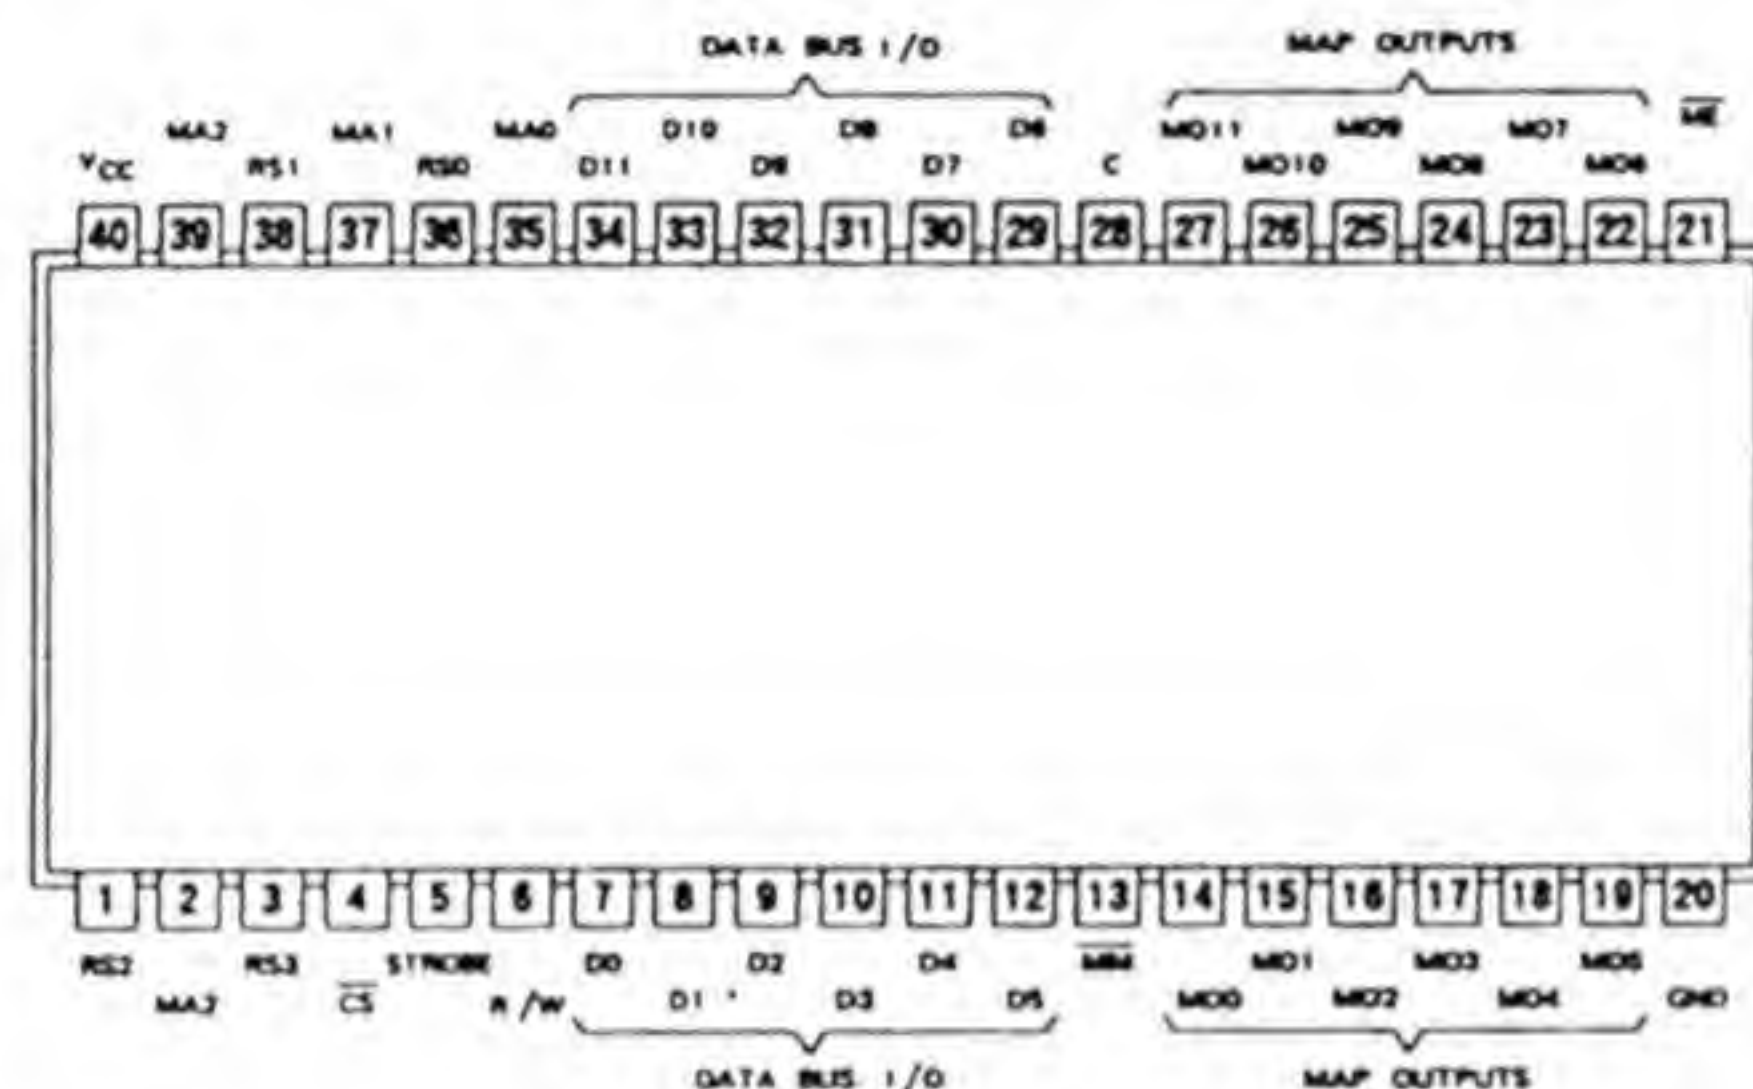 DATA BUS I/O MAP OUTPUTS
MA2 MA1 MA0 D10 D8 D6 MO11 MO9 MO7 ME
VCC RS1 RS0 D11 D9 D7 C MO10 MO8 MO6
40 39 38 37 36 35 34 33 32 31 30 29 28 27 26 25 24 23 22 21
1 2 3 4 5 6 7 8 9 10 11 12 13 14 15 16 17 18 19 20
RS2 RS3 STROBE D0 D2 D4 MM MO1 MO3 MO5
MA3 CS R/W D1 D3 D5 MO0 MO2 MO4 GND
DATA BUS I/O MAP OUTPUTS